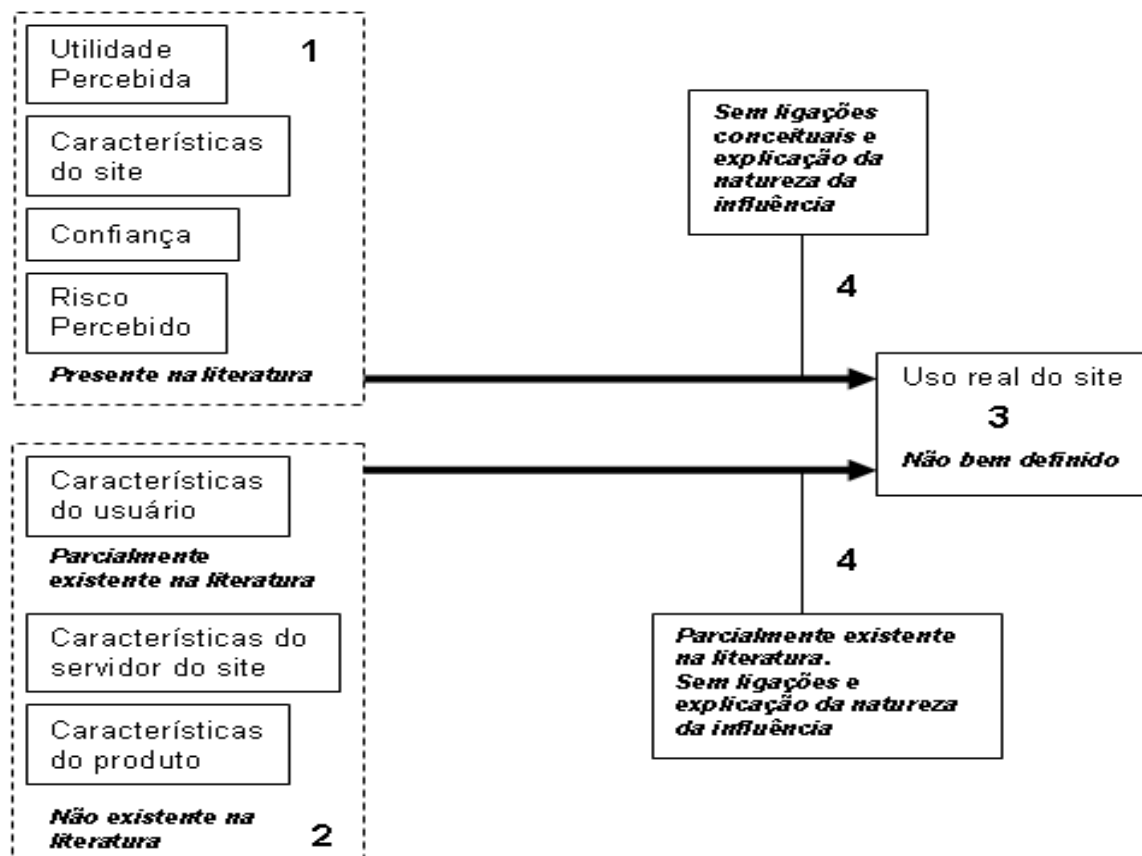 Utilidade
Percebida
1
Características
do site
Confiança
Risco
Percebido
Presente na literatura
Sem ligações
conceituais e
explicação da
natureza da
influência
4
Uso real do site
3
Não bem definido
Características
do usuário
Parcialmente
existente na literatura
Características do
servidor do site
Características
do produto
Não existente na
literatura
2
4
Parcialmente existente
na literatura.
Sem ligações e
explicação da natureza
da influência